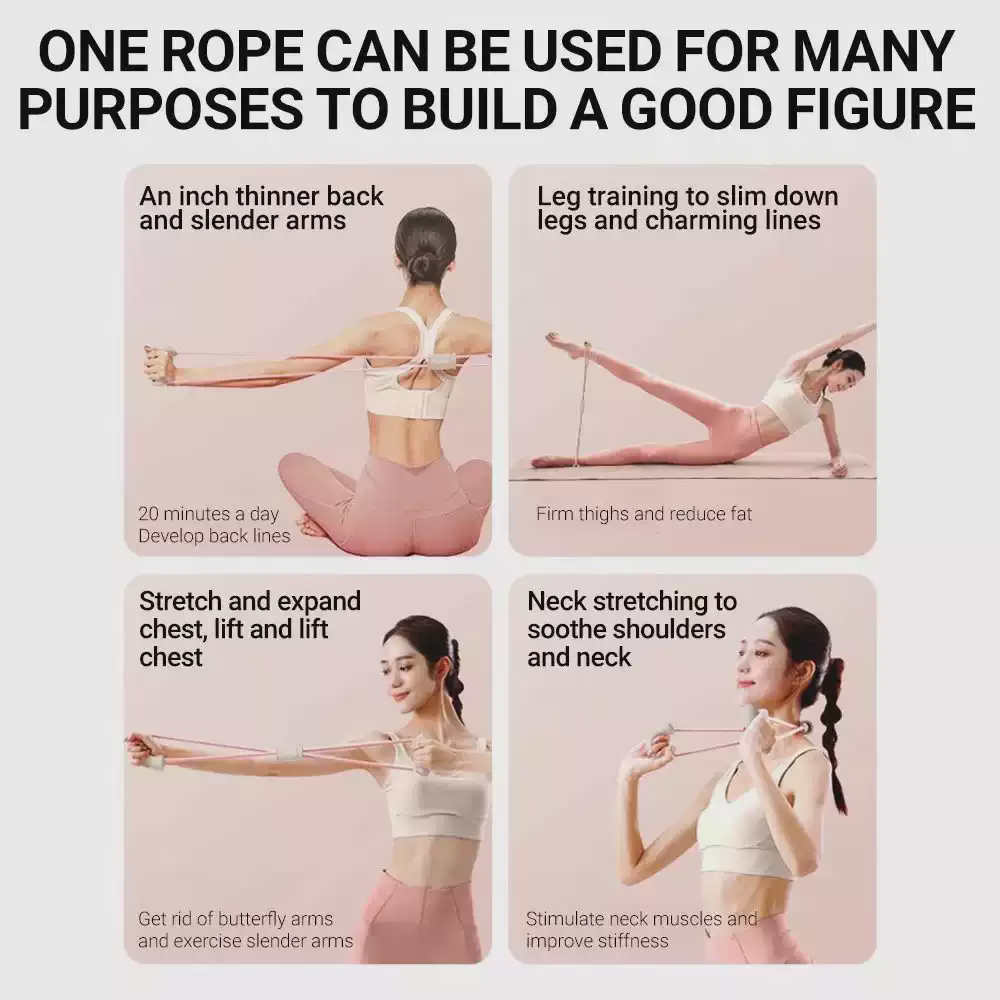 ONE ROPE CAN BE USED FOR MANY
PURPOSES TO BUILD A GOOD FIGURE
An inch thinner back
and slender arms
20 minutes a day
Develop back lines
Leg training to slim down
legs and charming lines
Firm thighs and reduce fat
Stretch and expand
chest, lift and lift
chest
Get rid of butterfly arms
and exercise slender arms
Neck stretching to
soothe shoulders
and neck
Stimulate neck muscles and
improve stiffness